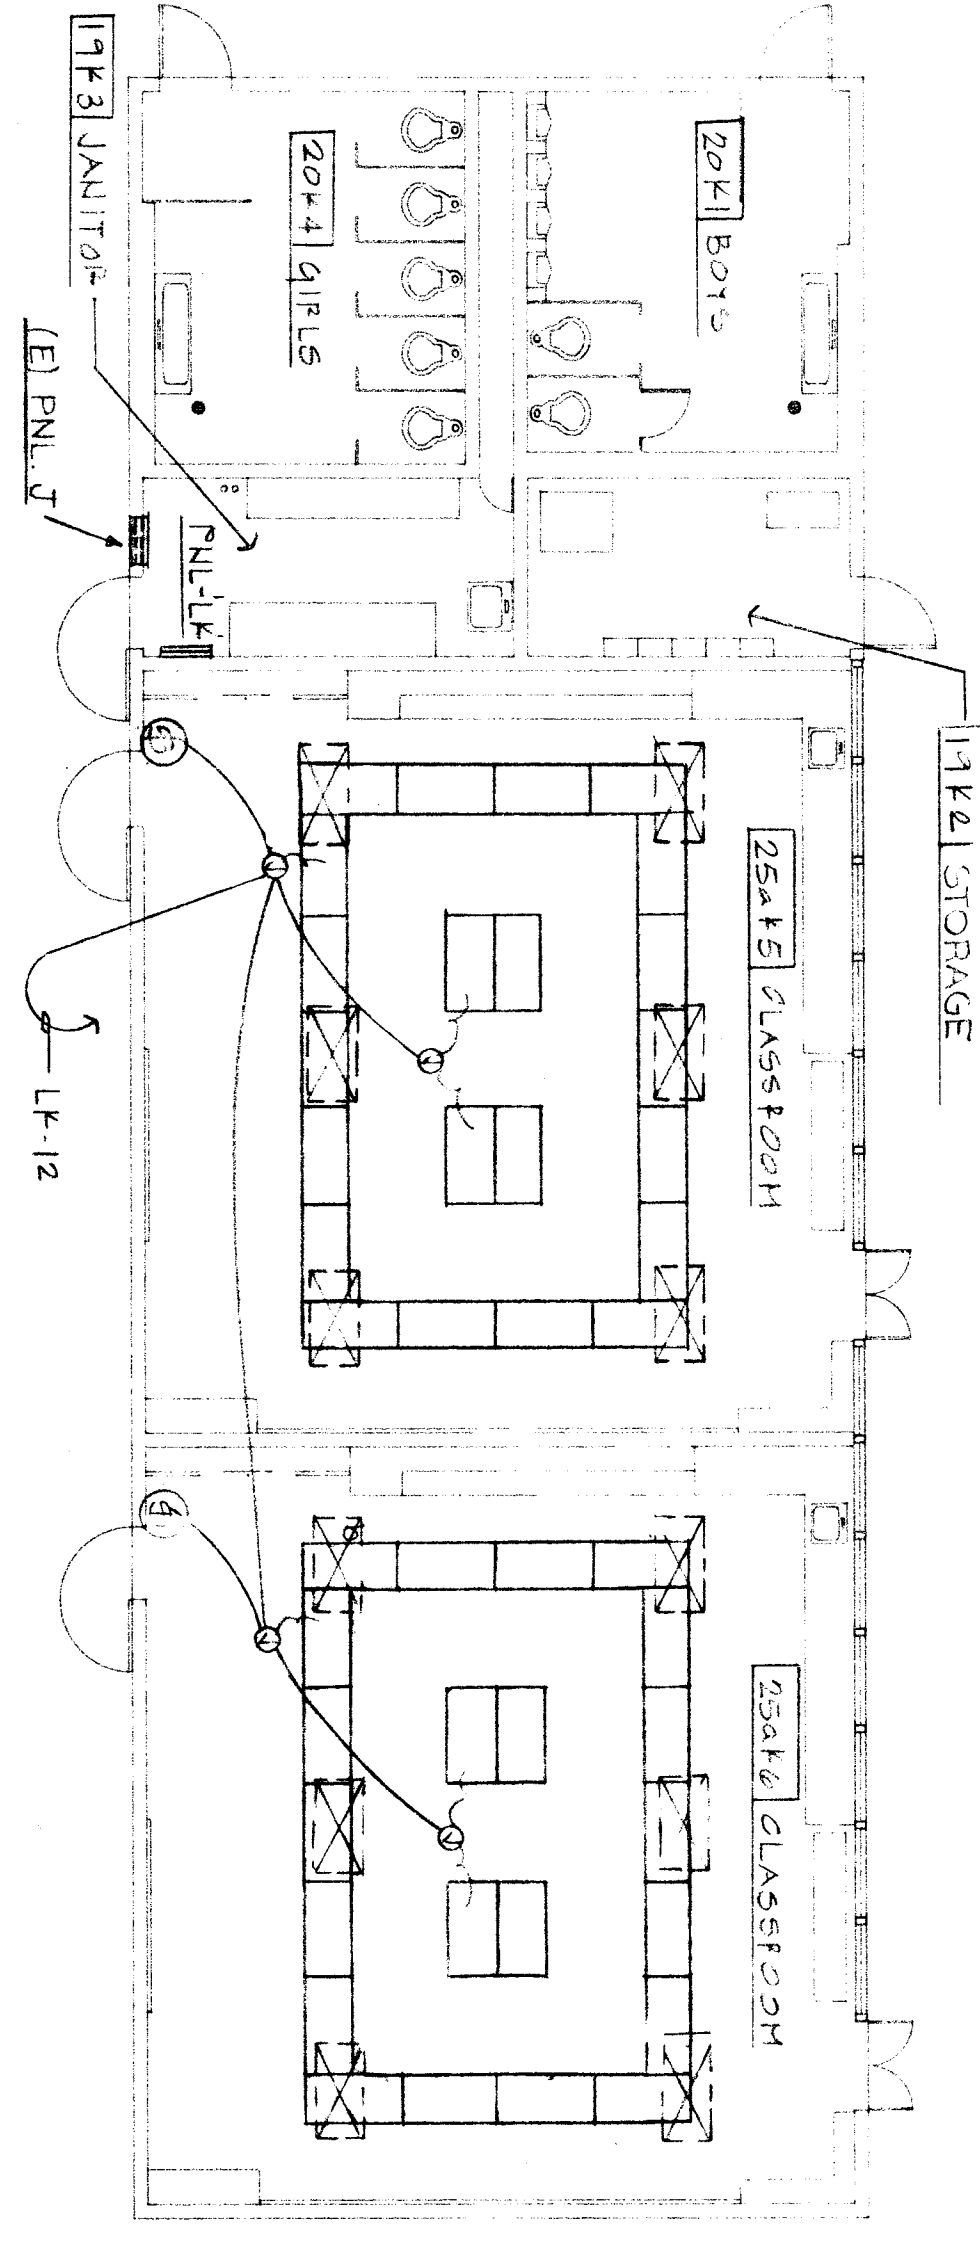 19K3 JANITOR
20K4 GIRLS
20K1 BOYS
(E) PNL. J
PNL-'LK'
19K2 STORAGE
25aK5 CLASSROOM
LK-12
25aK6 CLASSROOM